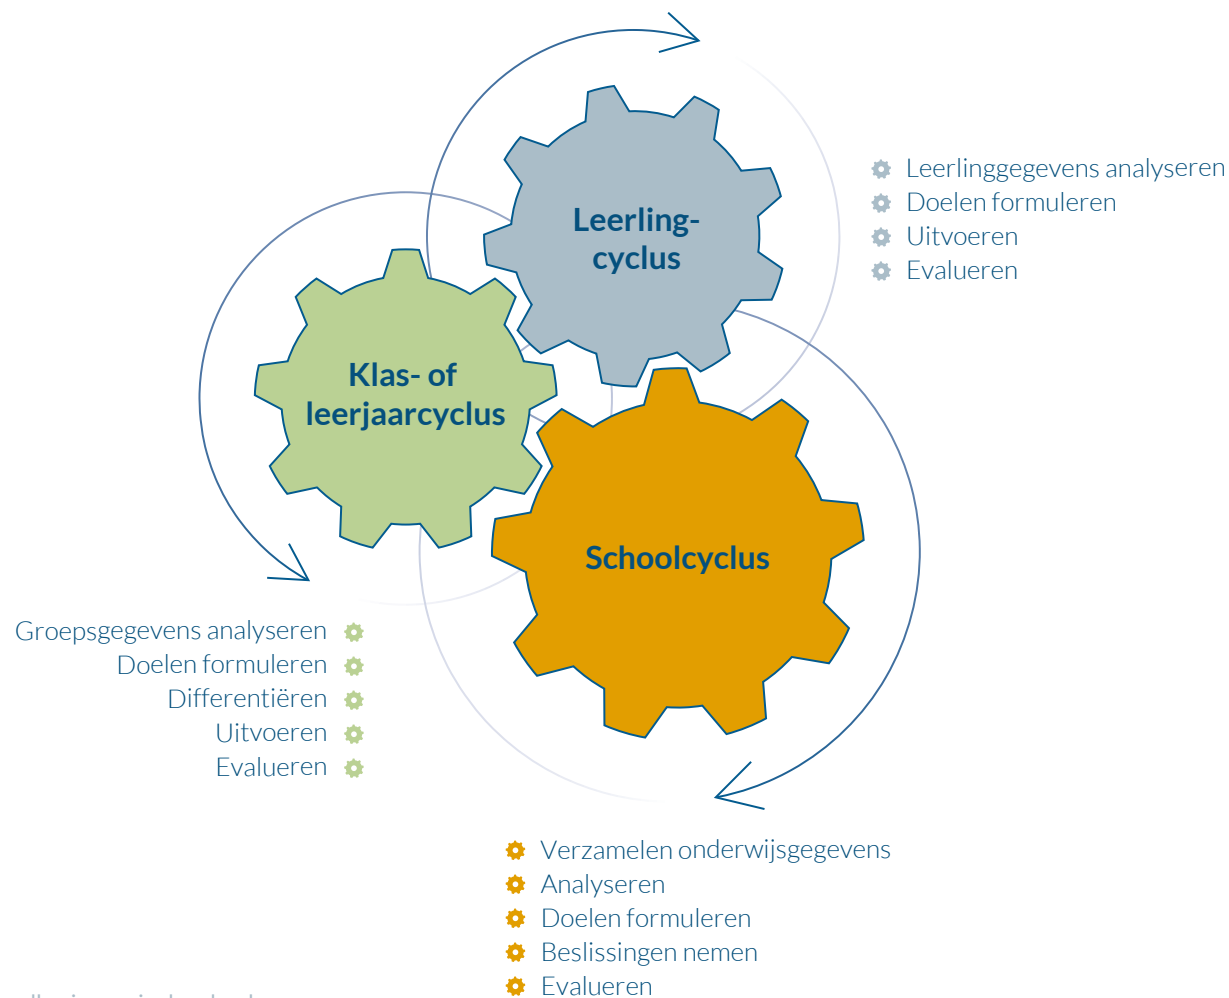 Leerling-
cyclus
Leerlinggegevens analyseren
Doelen formuleren
Uitvoeren
Evalueren
Klas- of
leerjaarcyclus
Groepsgegevens analyseren
Doelen formuleren
Differentiëren
Uitvoeren
Evalueren
Schoolcyclus
Verzamelen onderwijsgegevens
Analyseren
Doelen formuleren
Beslissingen nemen
Evalueren